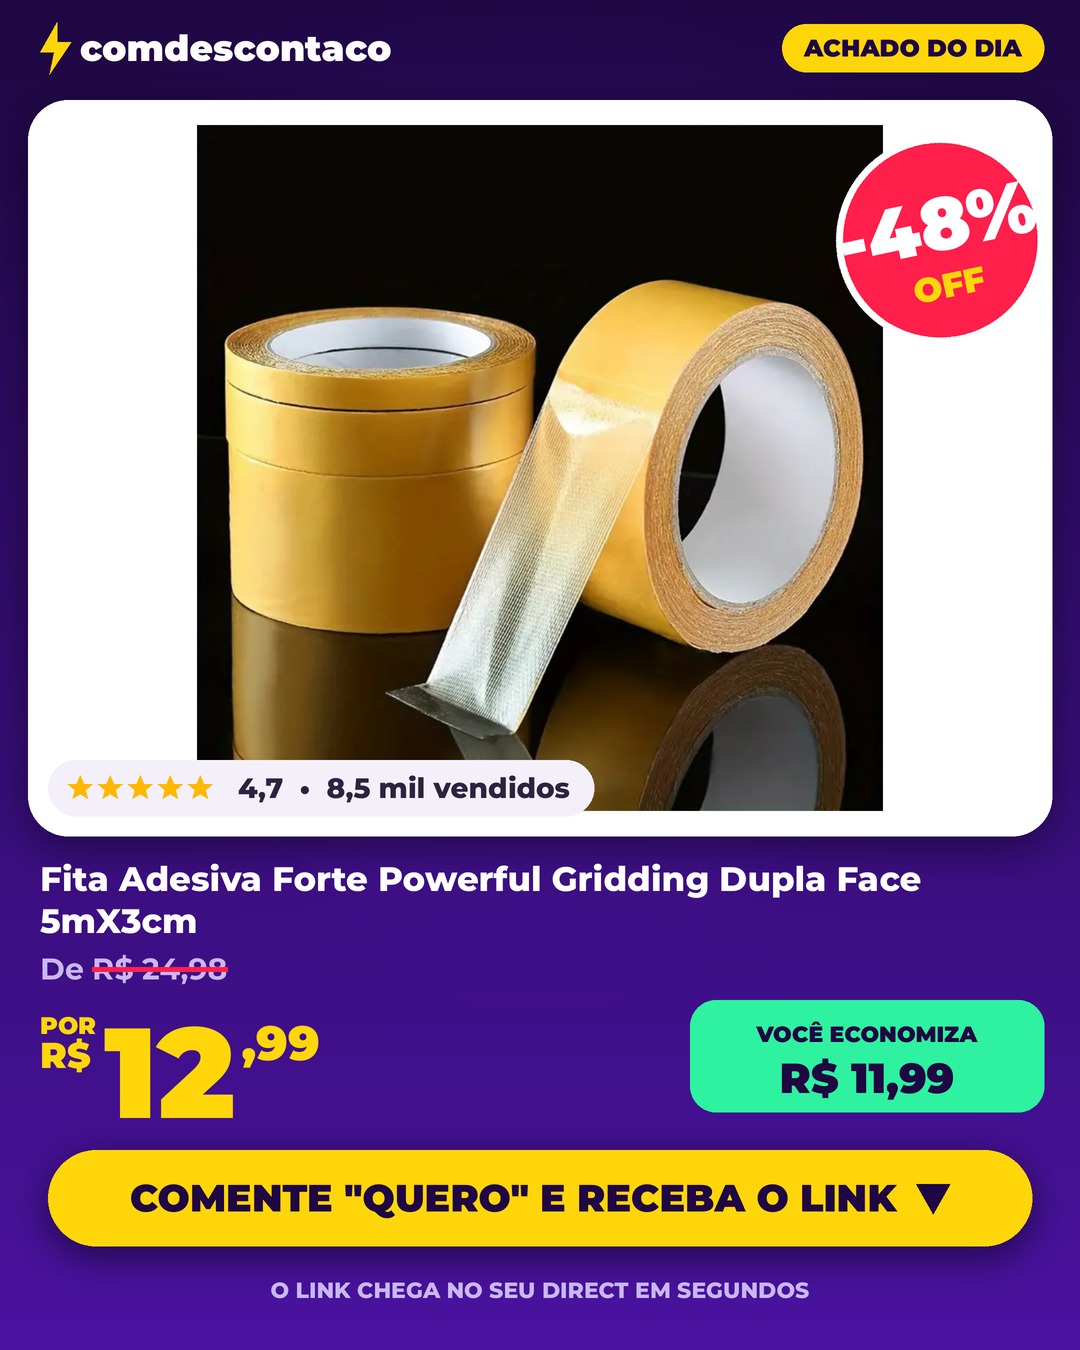 comdescontaco
ACHADO DO DIA
-48%
OFF
4,7 • 8,5 mil vendidos
Fita Adesiva Forte Powerful Gridding Dupla Face
5mX3cm
De R$ 24,98
POR
R$ 12,99
VOCÊ ECONOMIZA
R$ 11,99
COMENTE "QUERO" E RECEBA O LINK ▼
O LINK CHEGA NO SEU DIRECT EM SEGUNDOS